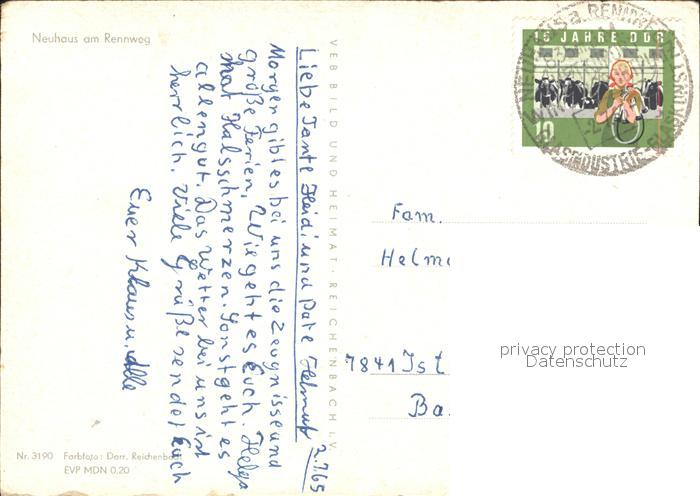 Neuhaus am Rennweg
Liebe Tante Heidi und Pate Helmut
2.7.65
Morgen gibt es bei uns die Zeugnisse und
große Ferien. Wie geht es Euch. Helga
hat Halsschmerzen. Sonst geht es
allen gut. Das Wetter bei uns ist
herrlich. Viele Grüße sendet Euch
Euer Klaus u. Alle
Nr. 3190 Farbfoto: Darr, Reichenbach
EVP MDN 0,20
VEB BILD UND HEIMAT · REICHENBACH I. V.
15 JAHRE DDR
10
Fam.
Helm
7841 Ist
Ba
privacy protection
Datenschutz